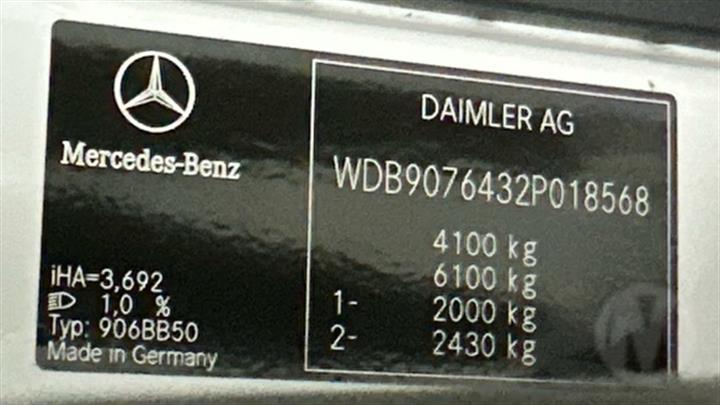 Mercedes-Benz
iHA=3,692
1,0 %
Typ: 906BB50
Made in Germany
DAIMLER AG
WDB9076432P018568
4100 kg
6100 kg
1- 2000 kg
2- 2430 kg